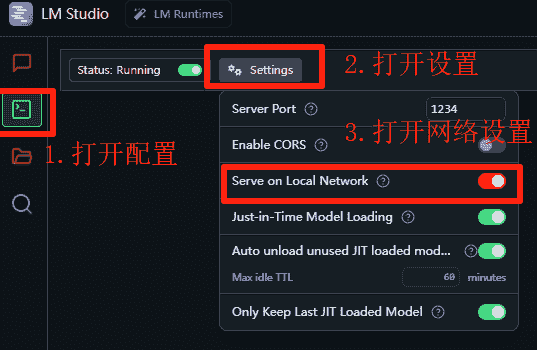 LM Studio
LM Runtimes
Status: Running
Settings
2.打开设置
Server Port
1234
3.打开网络设置
Enable CORS
1.打开配置
Serve on Local Network
Just-in-Time Model Loading
Auto unload unused JIT loaded mod...
Max idle TTL
60 minutes
Only Keep Last JIT Loaded Model